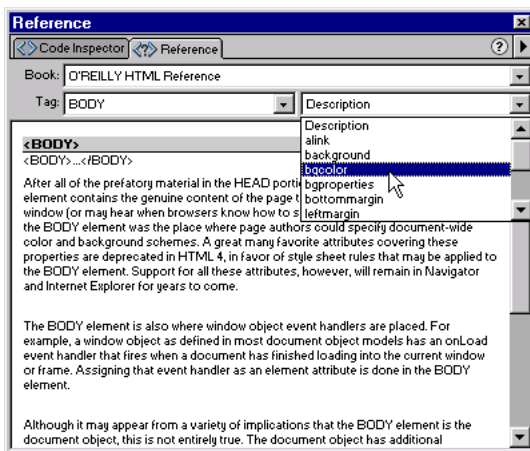 Reference
Code Inspector Reference
Book: O'REILLY HTML Reference
Tag: BODY Description
Description
alink
background
bgcolor
bgproperties
bottommargin
leftmargin
<BODY>
<BODY>...</BODY>
After all of the prefatory material in the HEAD porti
element contains the genuine content of the page t
window (or may hear when browsers know how to s
the BODY element was the place where page authors could specify document-wide
color and background schemes. A great many favorite attributes covering these
properties are deprecated in HTML 4, in favor of style sheet rules that may be applied to
the BODY element. Support for all these attributes, however, will remain in Navigator
and Internet Explorer for years to come.
The BODY element is also where window object event handlers are placed. For
example, a window object as defined in most document object models has an onLoad
event handler that fires when a document has finished loading into the current window
or frame. Assigning that event handler as an element attribute is done in the BODY
element.
Although it may appear from a variety of implications that the BODY element is the
document object, this is not entirely true. The document object has additional